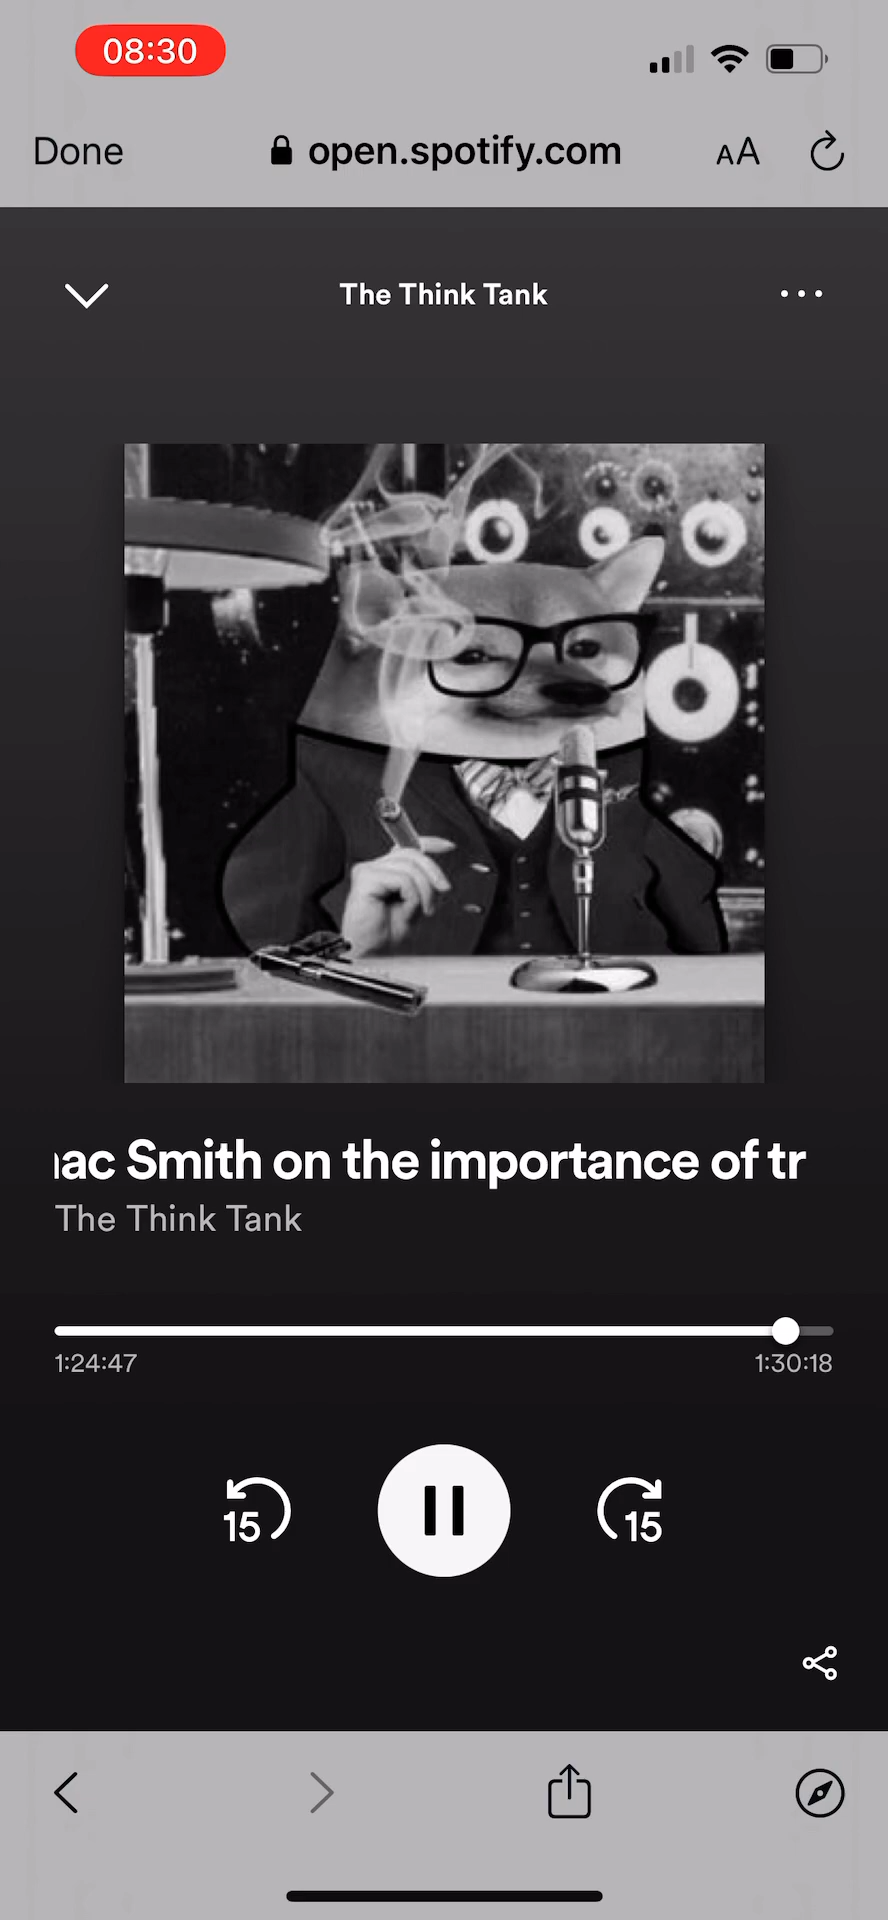 08:30
Done open.spotify.com AA
The Think Tank
ac Smith on the importance of tr
The Think Tank
1:24:47 1:30:18
15 15